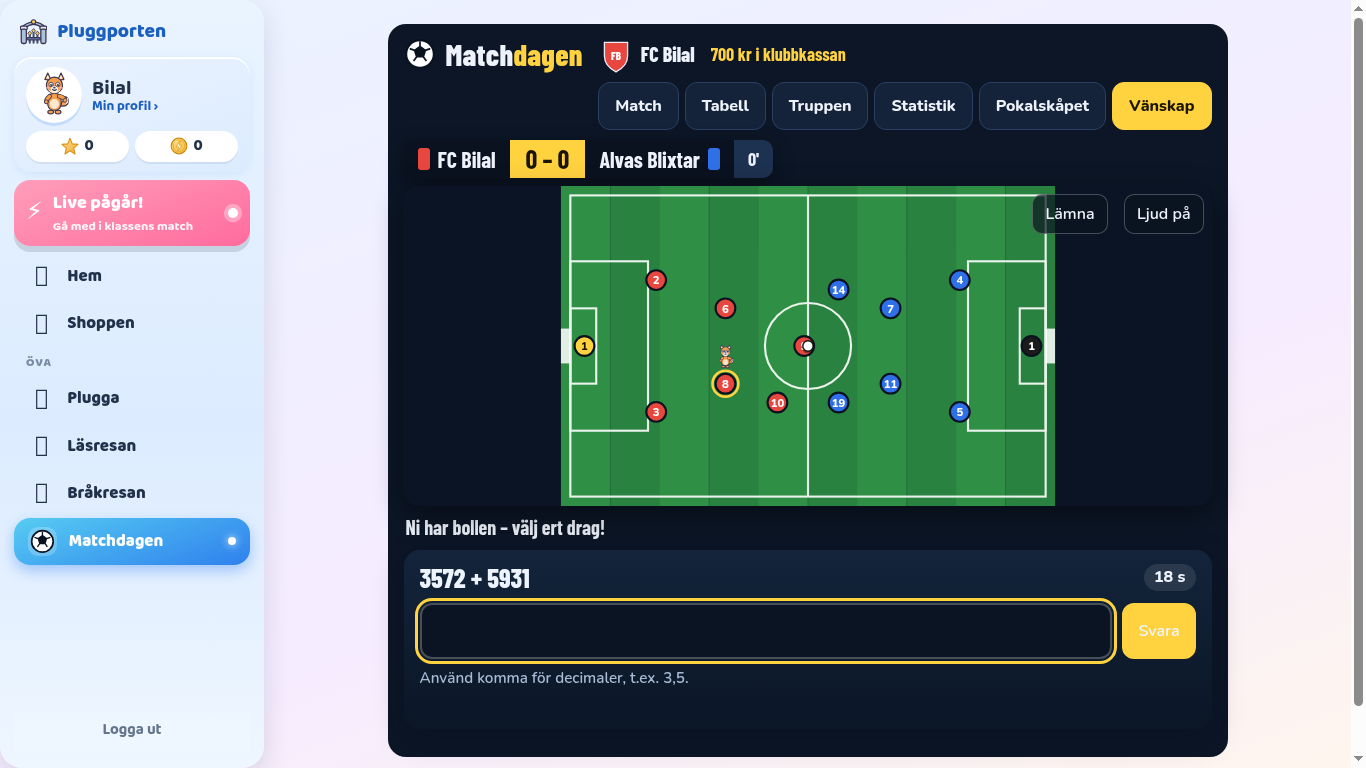 Pluggporten
Bilal
Min profil ›
0
0
Live pågår!
Gå med i klassens match
Hem
Shoppen
ÖVA
Plugga
Läsresan
Bråkresan
Matchdagen
Logga ut
Matchdagen
FB
FC Bilal
700 kr i klubbkassan
Match
Tabell
Truppen
Statistik
Pokalskåpet
Vänskap
FC Bilal
0 – 0
Alvas Blixtar
0'
Lämna
Ljud på
2
4
14
6
7
1
1
8
11
10
19
3
5
Ni har bollen – välj ert drag!
3572 + 5931
18 s
Svara
Använd komma för decimaler, t.ex. 3,5.